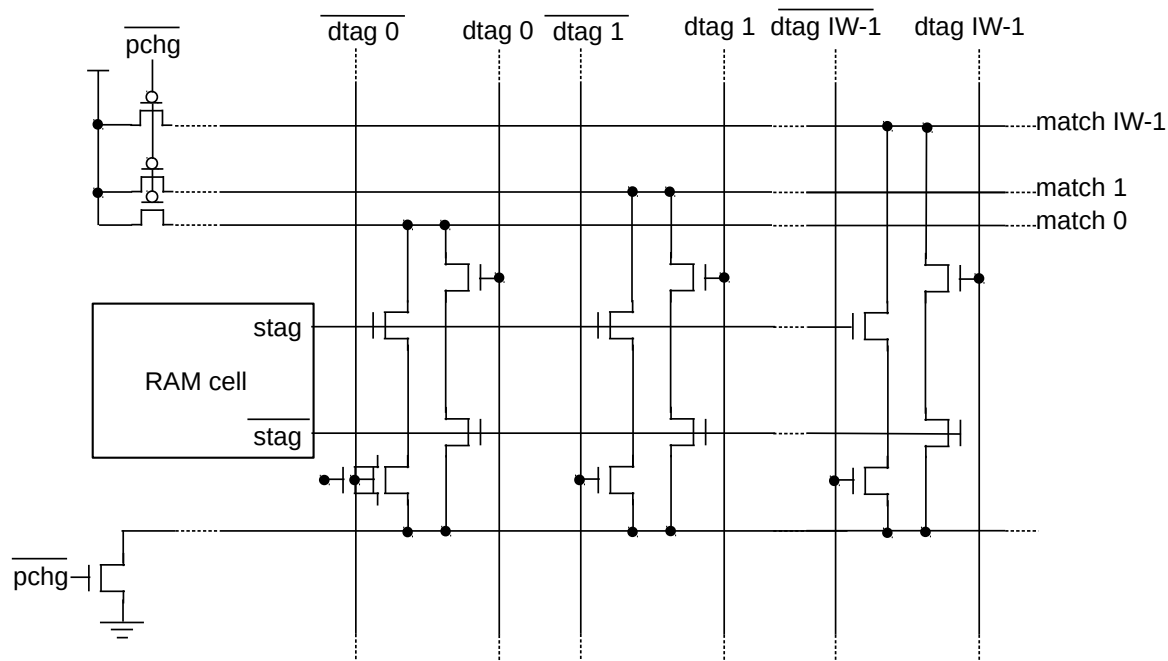 dtag 0
dtag 0
dtag 1
dtag 1
dtag IW-1
dtag IW-1
pchg
match IW-1
match 1
match 0
stag
RAM cell
stag
pchg